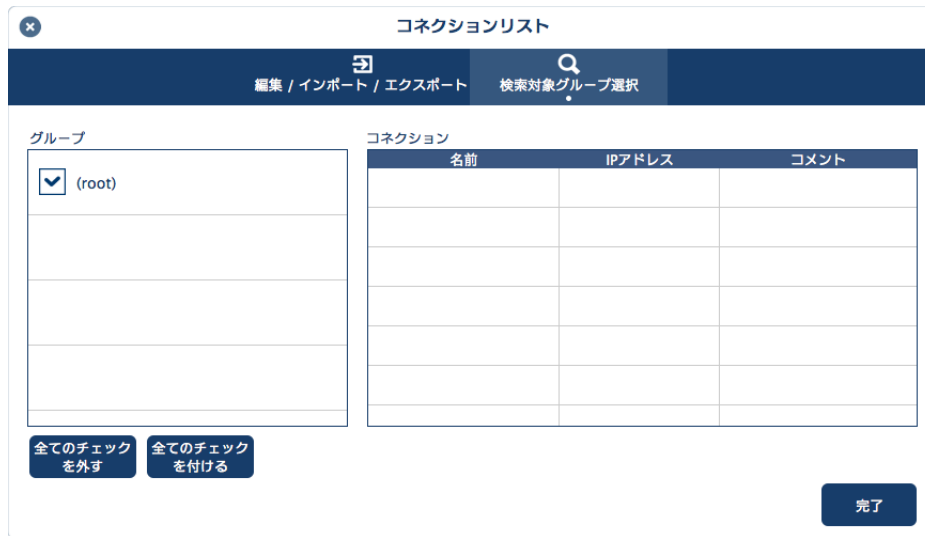 コネクションリスト
編集 / インポート / エクスポート
検索対象グループ選択
グループ
コネクション
名前
IPアドレス
コメント
(root)
全てのチェック
を外す
全てのチェック
を付ける
完了